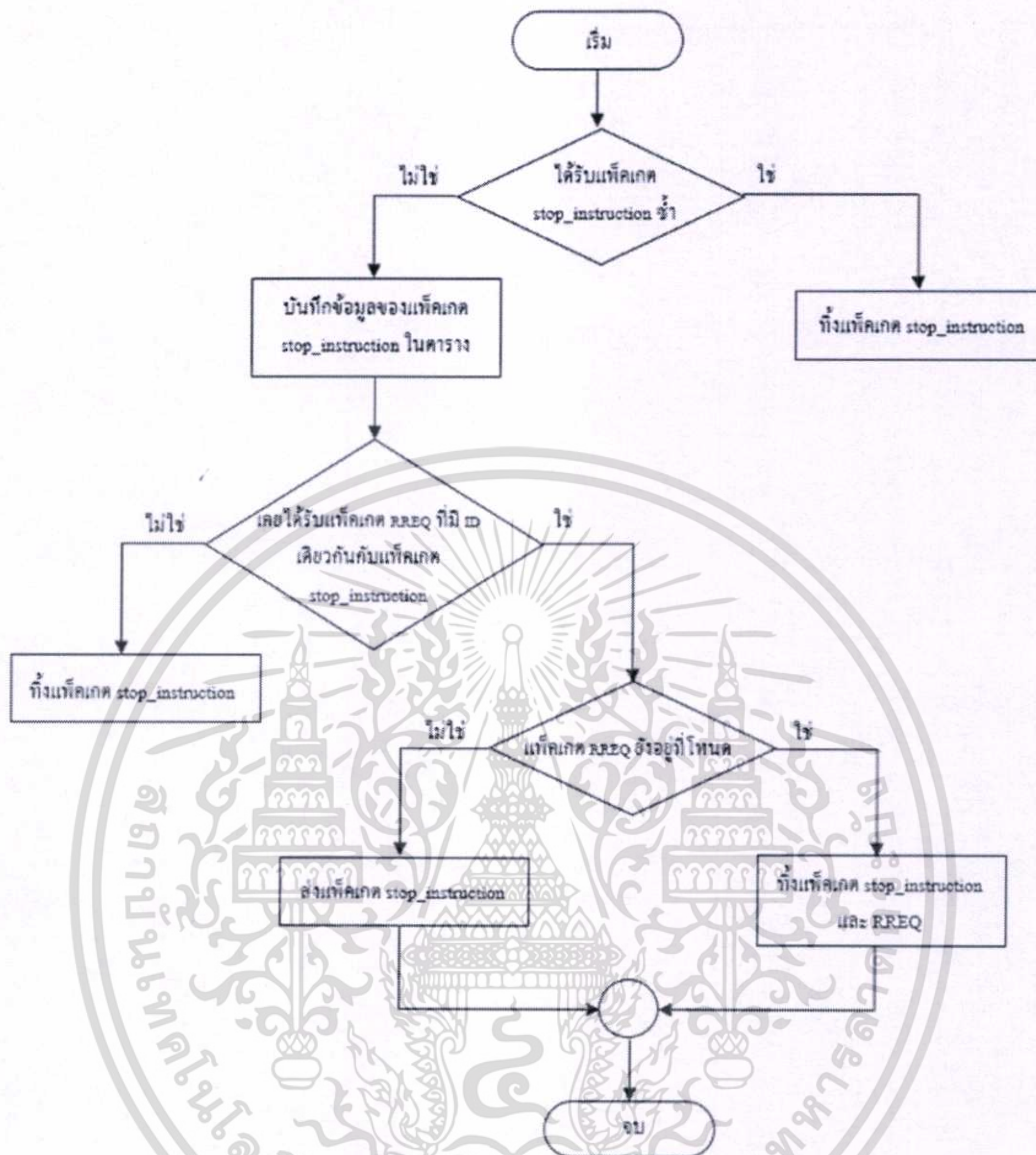 เริ่ม
ได้รับแพ็คเกต
stop_instruction ซ้ำ
ไม่ใช่
ใช่
บันทึกข้อมูลของแพ็คเกต
stop_instruction ในตาราง
ทิ้งแพ็คเกต stop_instruction
เคยได้รับแพ็คเกต RREQ ที่มี ID
เดียวกันกับแพ็คเกต
stop_instruction
ไม่ใช่
ใช่
ทิ้งแพ็คเกต stop_instruction
แพ็คเกต RREQ ยังอยู่ที่โหนด
ไม่ใช่
ใช่
ส่งแพ็คเกต stop_instruction
ทิ้งแพ็คเกต stop_instruction
และ RREQ
จบ